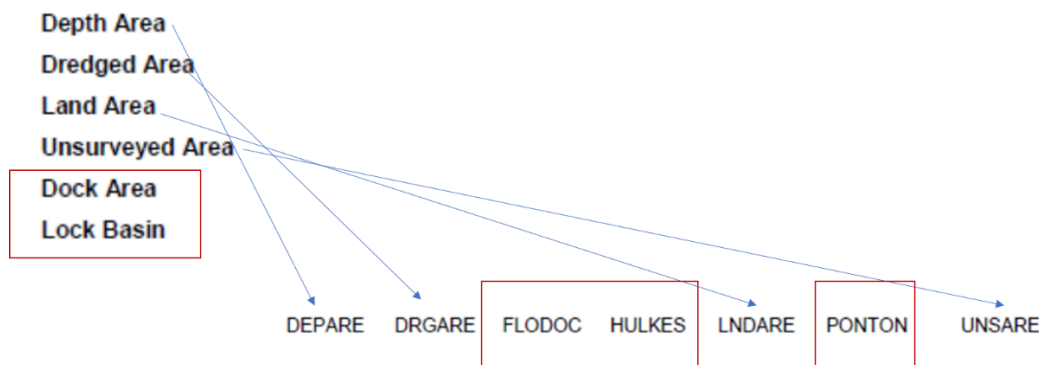 Depth Area
Dredged Area
Land Area
Unsurveyed Area
Dock Area
Lock Basin
DEPARE DRGARE FLODOC HULKES LNDARE PONTON UNSARE